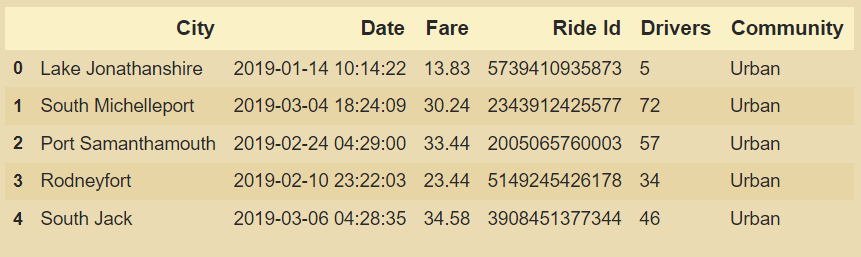 City Date Fare Ride Id Drivers Community
0 Lake Jonathanshire 2019-01-14 10:14:22 13.83 5739410935873 5 Urban
1 South Michelleport 2019-03-04 18:24:09 30.24 2343912425577 72 Urban
2 Port Samanthamouth 2019-02-24 04:29:00 33.44 2005065760003 57 Urban
3 Rodneyfort 2019-02-10 23:22:03 23.44 5149245426178 34 Urban
4 South Jack 2019-03-06 04:28:35 34.58 3908451377344 46 Urban